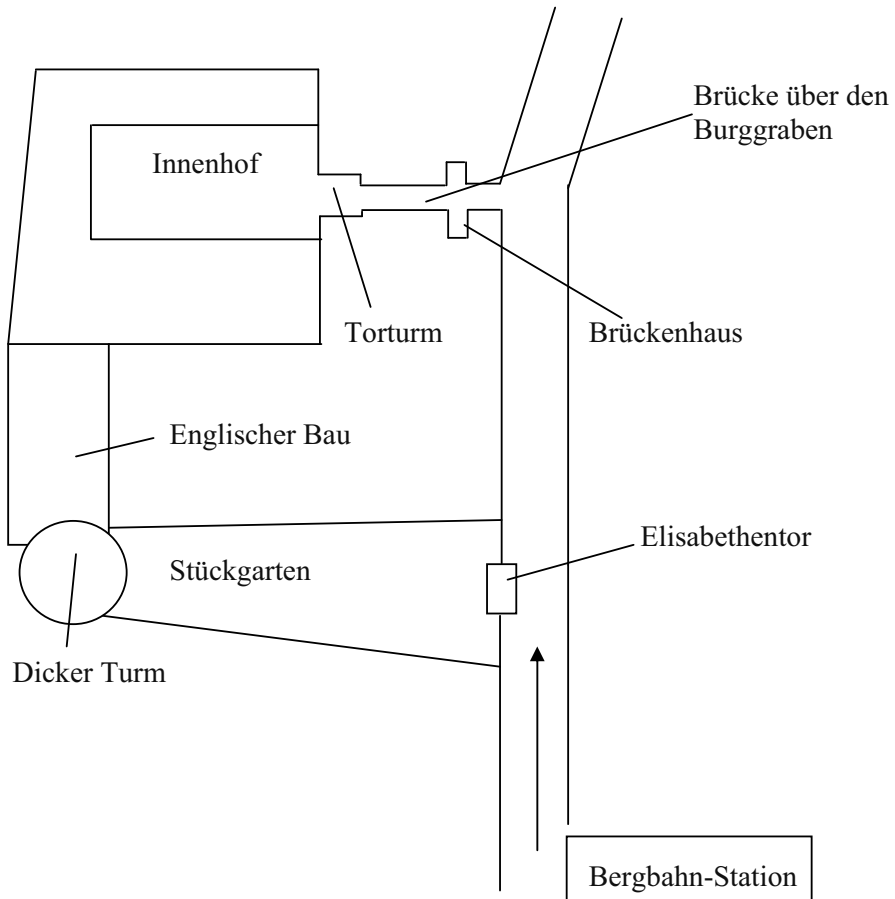 Brücke über den
Burggraben
Innenhof
Torturm
Brückenhaus
Englischer Bau
Elisabethentor
Stückgarten
Dicker Turm
Bergbahn-Station